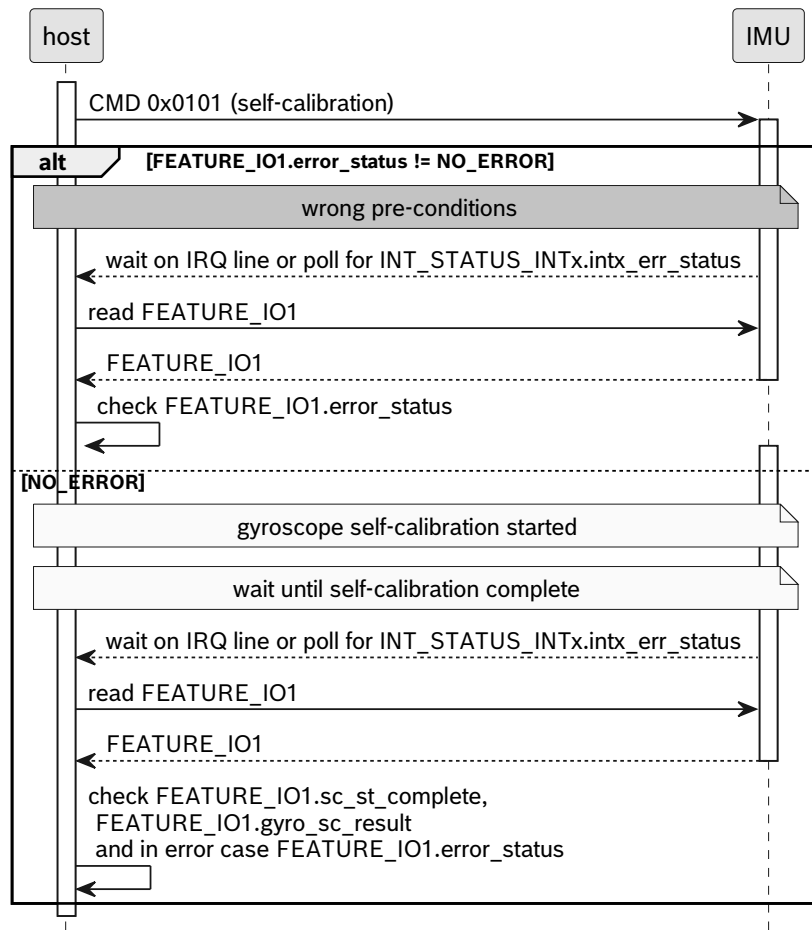 host
IMU
CMD 0x0101 (self-calibration)
alt
[FEATURE_IO1.error_status != NO_ERROR]
wrong pre-conditions
wait on IRQ line or poll for INT_STATUS_INTx.intx_err_status
read FEATURE_IO1
FEATURE_IO1
check FEATURE_IO1.error_status
[NO_ERROR]
gyroscope self-calibration started
wait until self-calibration complete
wait on IRQ line or poll for INT_STATUS_INTx.intx_err_status
read FEATURE_IO1
FEATURE_IO1
check FEATURE_IO1.sc_st_complete,
FEATURE_IO1.gyro_sc_result
and in error case FEATURE_IO1.error_status